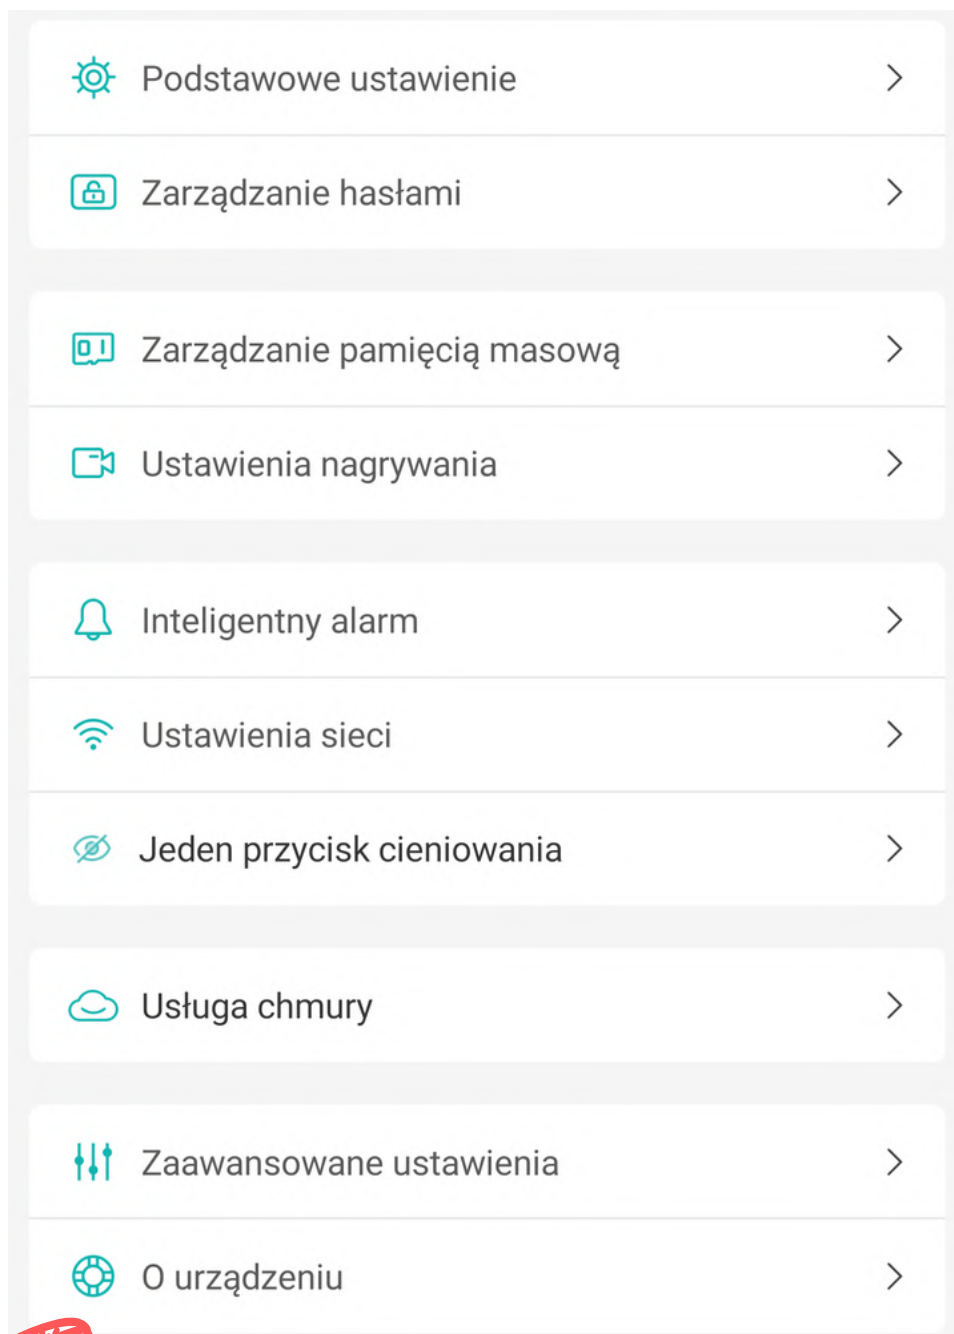 Podstawowe ustawienie
Zarządzanie hasłami
Zarządzanie pamięcią masową
Ustawienia nagrywania
Inteligentny alarm
Ustawienia sieci
Jeden przycisk cieniowania
Usługa chmury
Zaawansowane ustawienia
O urządzeniu